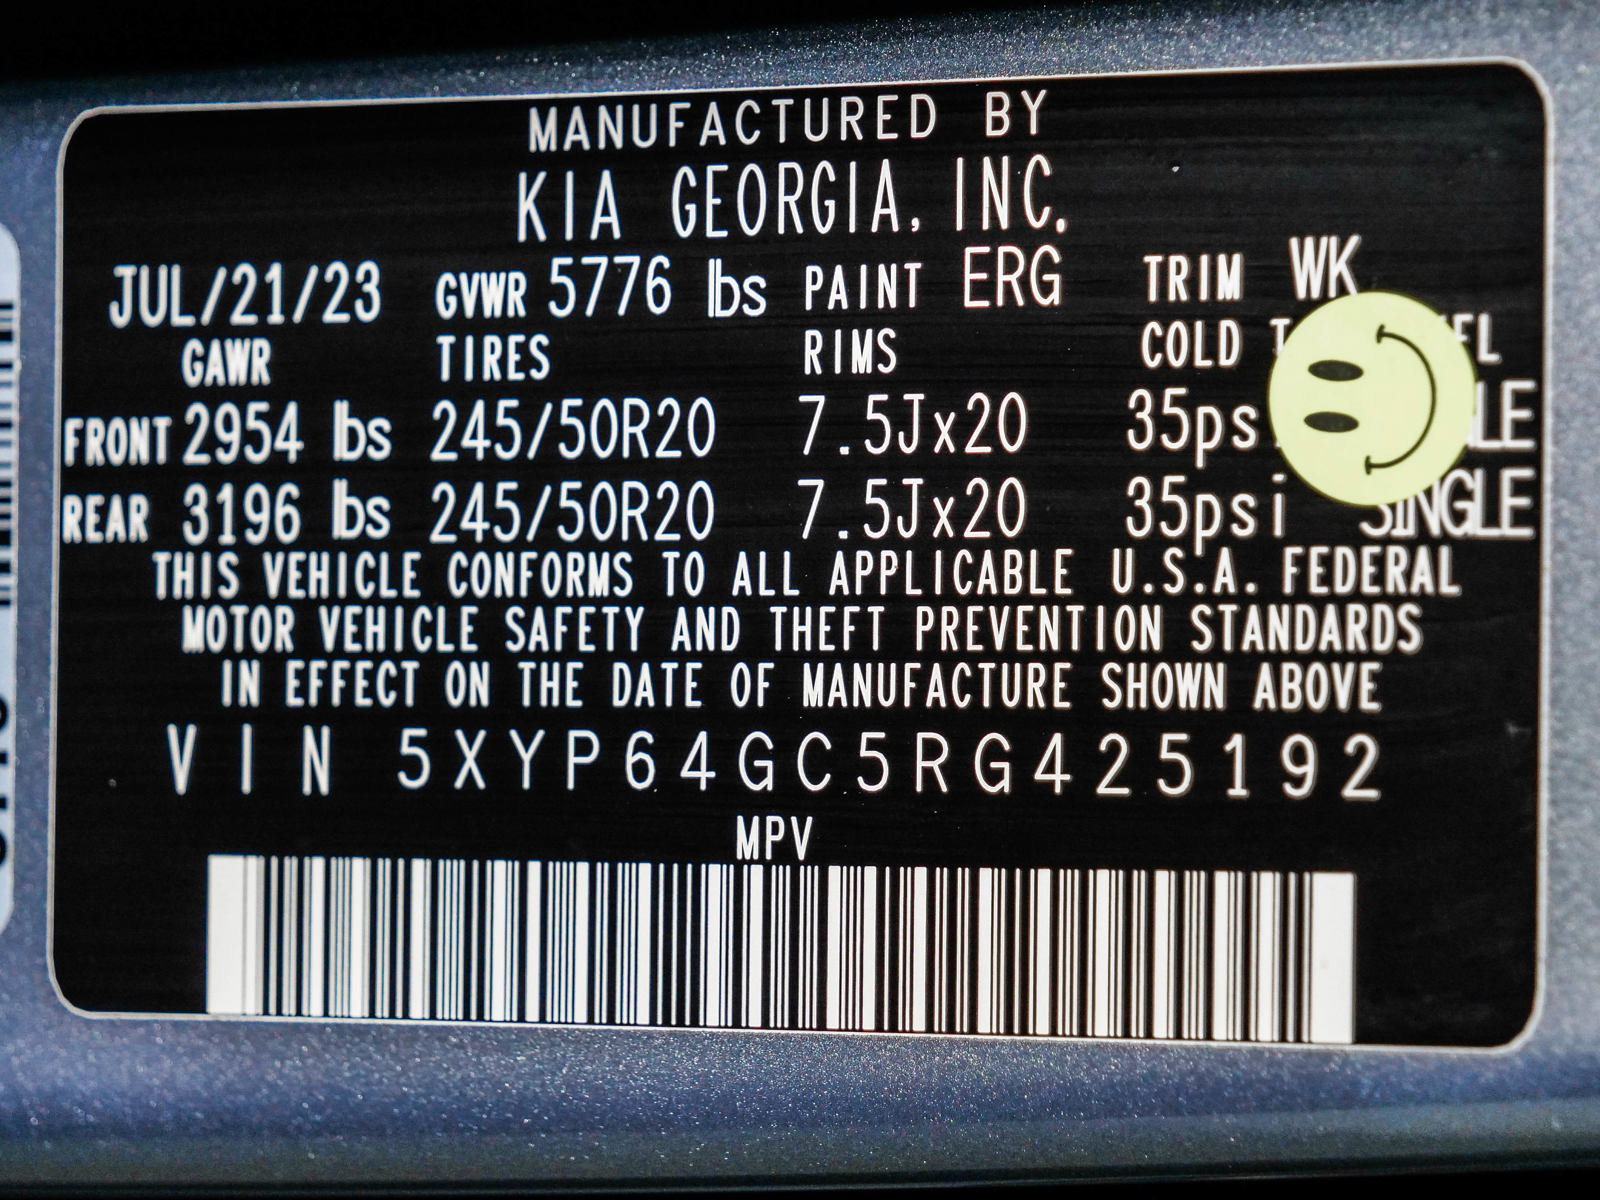 MANUFACTURED BY
KIA GEORGIA, INC.
JUL/21/23 GVWR 5776 lbs PAINT ERG TRIM WK
GAWR TIRES RIMS COLD
FRONT 2954 lbs 245/50R20 7.5Jx20
REAR 3196 lbs 245/50R20 7.5Jx20 35psi SINGLE
THIS VEHICLE CONFORMS TO ALL APPLICABLE U.S.A. FEDERAL
MOTOR VEHICLE SAFETY AND THEFT PREVENTION STANDARDS
IN EFFECT ON THE DATE OF MANUFACTURE SHOWN ABOVE
VIN 5XYP64GC5RG425192
MPV